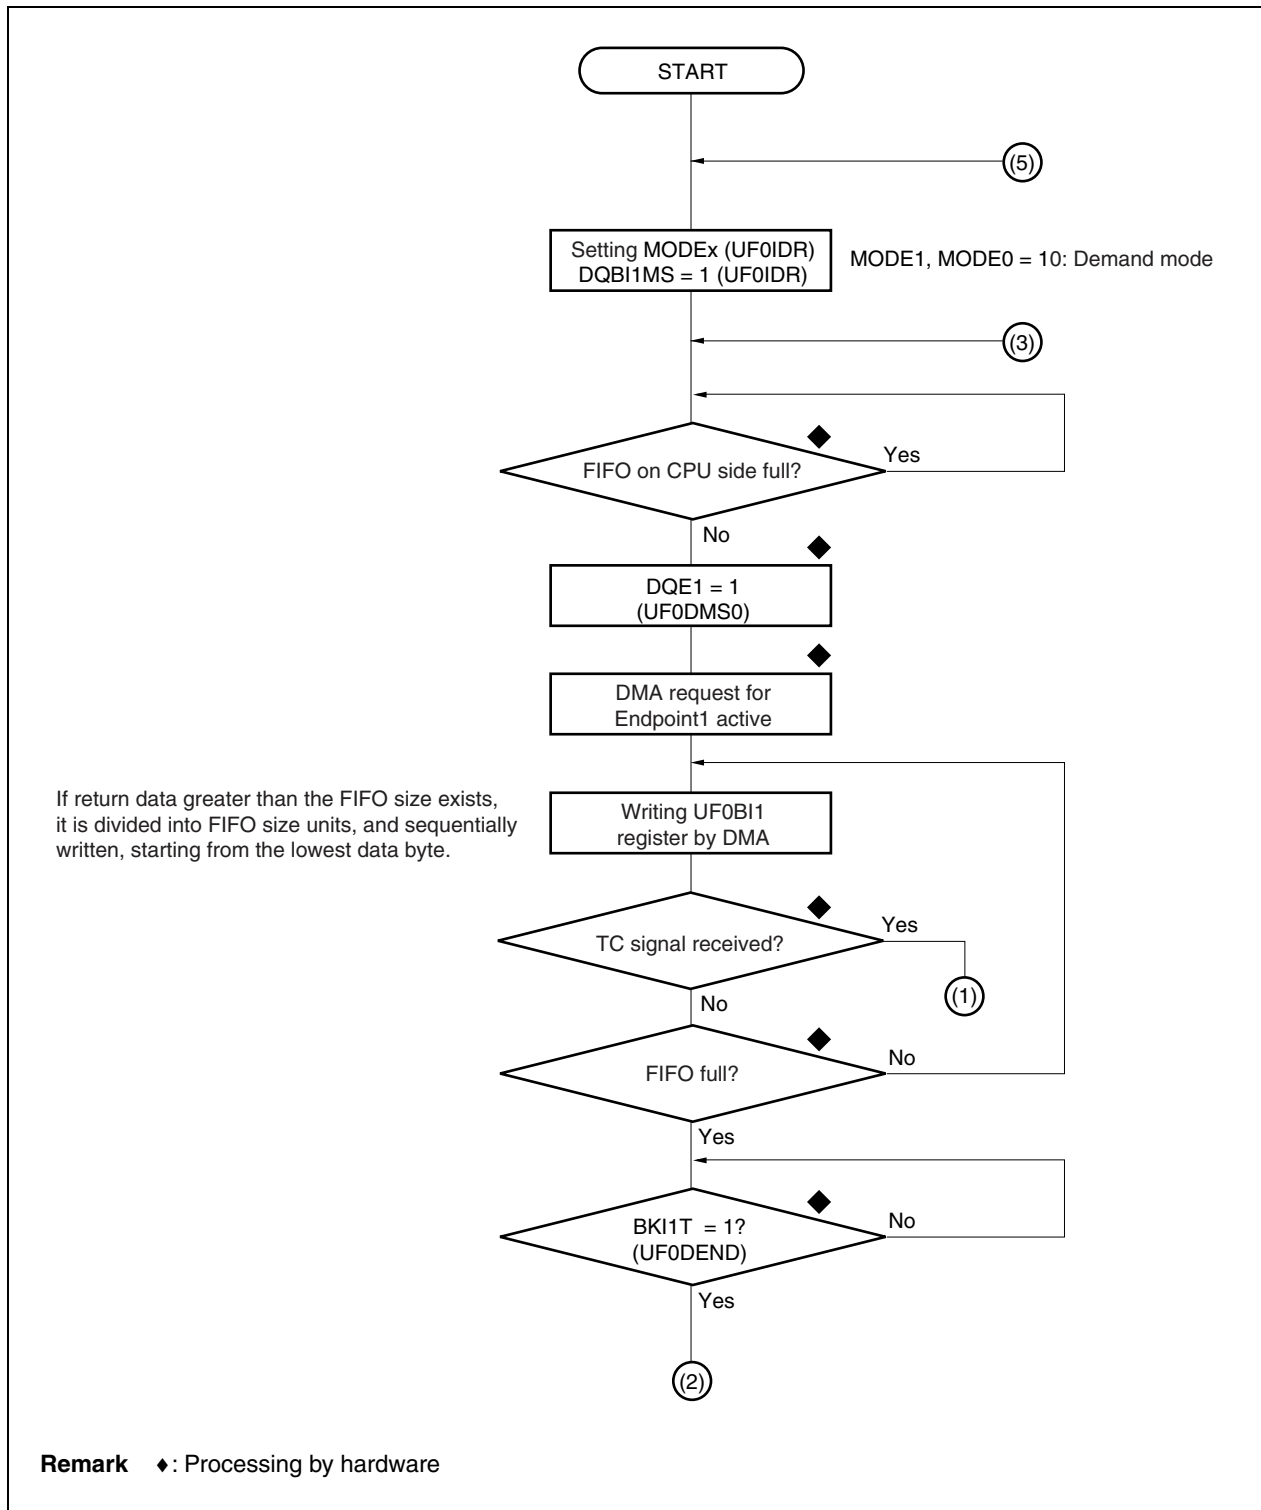 START
(5)
Setting MODEx (UF0IDR)
DQBI1MS = 1 (UF0IDR)
MODE1, MODE0 = 10: Demand mode
(3)
FIFO on CPU side full?
Yes
No
DQE1 = 1
(UF0DMS0)
DMA request for
Endpoint1 active
If return data greater than the FIFO size exists,
it is divided into FIFO size units, and sequentially
written, starting from the lowest data byte.
Writing UF0BI1
register by DMA
TC signal received?
Yes
(1)
No
FIFO full?
No
Yes
BKI1T = 1?
(UF0DEND)
No
Yes
(2)
Remark ♦: Processing by hardware